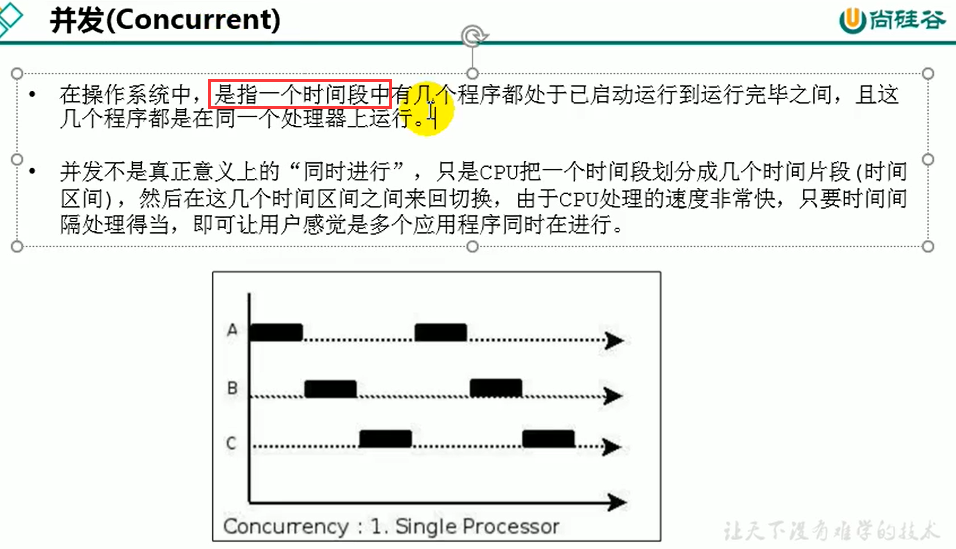 并发(Concurrent)
尚硅谷
• 在操作系统中，是指一个时间段中有几个程序都处于已启动运行到运行完毕之间，且这
几个程序都是在同一个处理器上运行。
• 并发不是真正意义上的“同时进行”，只是CPU把一个时间段划分成几个时间片段(时间
区间)，然后在这几个时间区间之间来回切换，由于CPU处理的速度非常快，只要时间间
隔处理得当，即可让用户感觉是多个应用程序同时在进行。
A
B
C
Concurrency : 1. Single Processor
让天下没有难学的技术